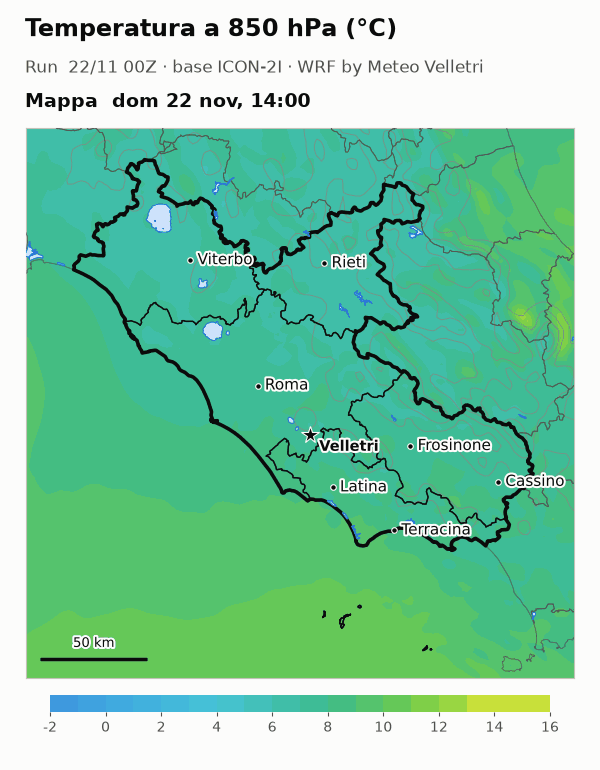 Temperatura a 850 hPa (°C)
Run  22/11 00Z · base ICON-2I · WRF by Meteo Velletri
Mappa  dom 22 nov, 14:00
Viterbo
Rieti
Roma
Velletri
Frosinone
Latina
Cassino
Terracina
50 km
-2 0 2 4 6 8 10 12 14 16